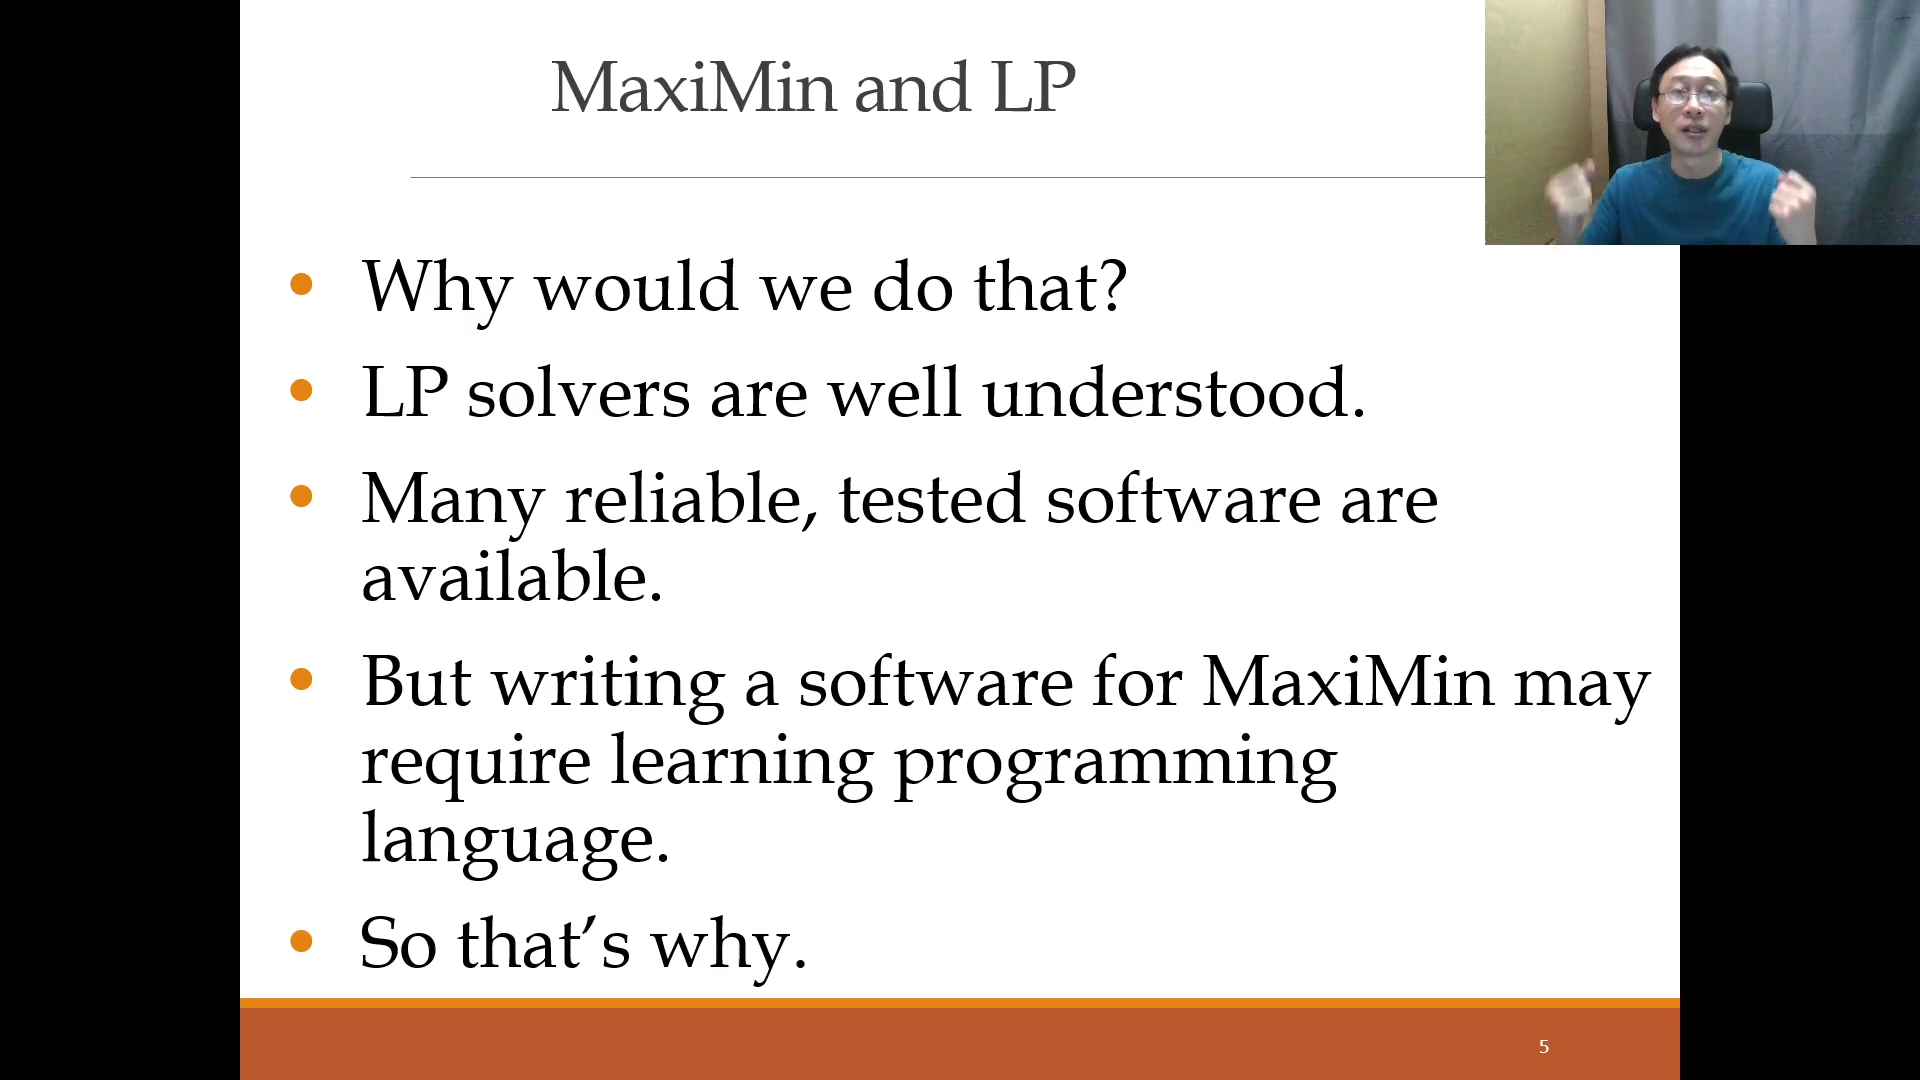 MaxiMin and LP
• Why would we do that?
• LP solvers are well understood.
• Many reliable, tested software are
available.
• But writing a software for MaxiMin may
require learning programming
language.
• So that’s why.
5